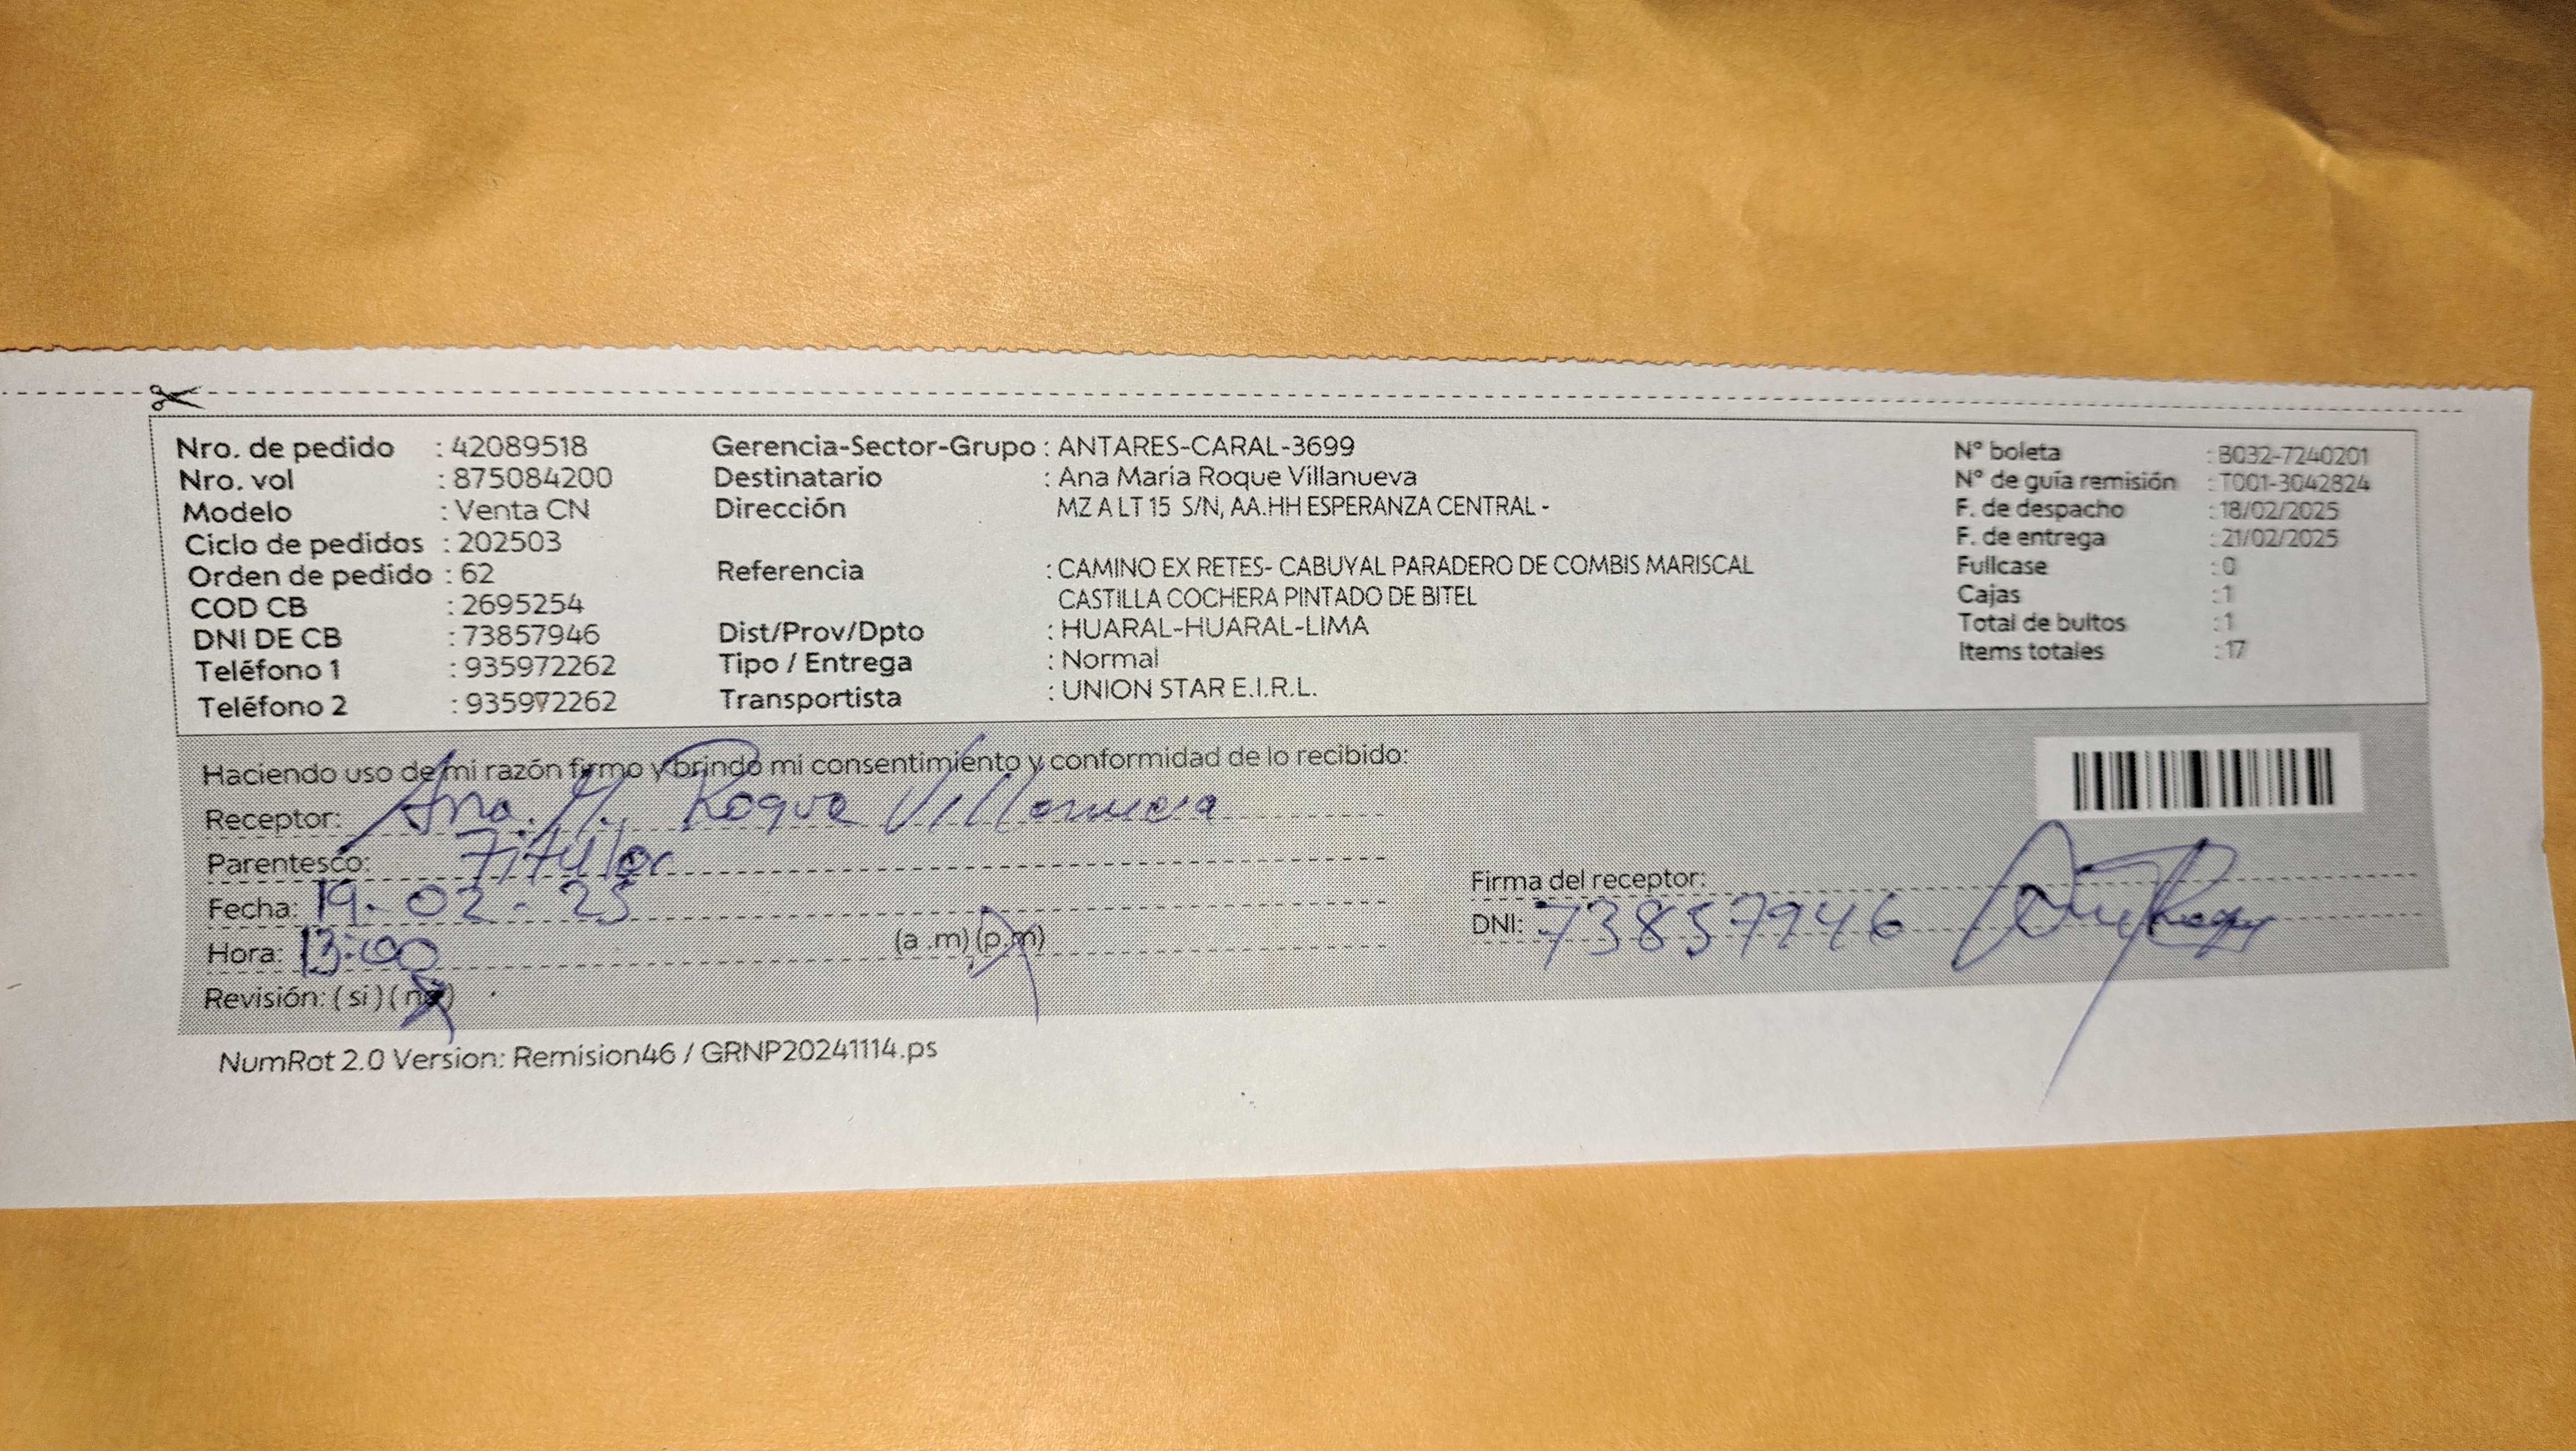 Nro. de pedido : 42089518
Nro. vol : 875084200
Modelo : Venta CN
Ciclo de pedidos : 202503
Orden de pedido : 62
COD CB : 2695254
DNI DE CB : 73857946
Teléfono 1 : 935972262
Teléfono 2 : 935972262
Gerencia-Sector-Grupo : ANTARES-CARAL-3699
Destinatario : Ana María Roque Villanueva
Dirección MZ A LT 15 S/N, AA.HH ESPERANZA CENTRAL -
Referencia : CAMINO EX RETES- CABUYAL PARADERO DE COMBIS MARISCAL
CASTILLA COCHERA PINTADO DE BITEL
Dist/Prov/Dpto : HUARAL-HUARAL-LIMA
Tipo / Entrega : Normal
Transportista : UNION STAR E.I.R.L.
N° boleta : B032-7240201
N° de guía remisión : T001-3042824
F. de despacho : 18/02/2025
F. de entrega : 21/02/2025
Fullcase : 0
Cajas : 1
Total de bultos : 1
Items totales : 17
Haciendo uso de mi razón firmo y brindo mi consentimiento y conformidad de lo recibido:
Receptor: Ana. M. Roque Villanueva
Parentesco: Titular
Fecha: 19-02-25
Hora: 13:00 (a .m) (p.m)
Revisión: ( si ) ( no )
Firma del receptor:
DNI: 73857946
NumRot 2.0 Version: Remision46 / GRNP20241114.ps